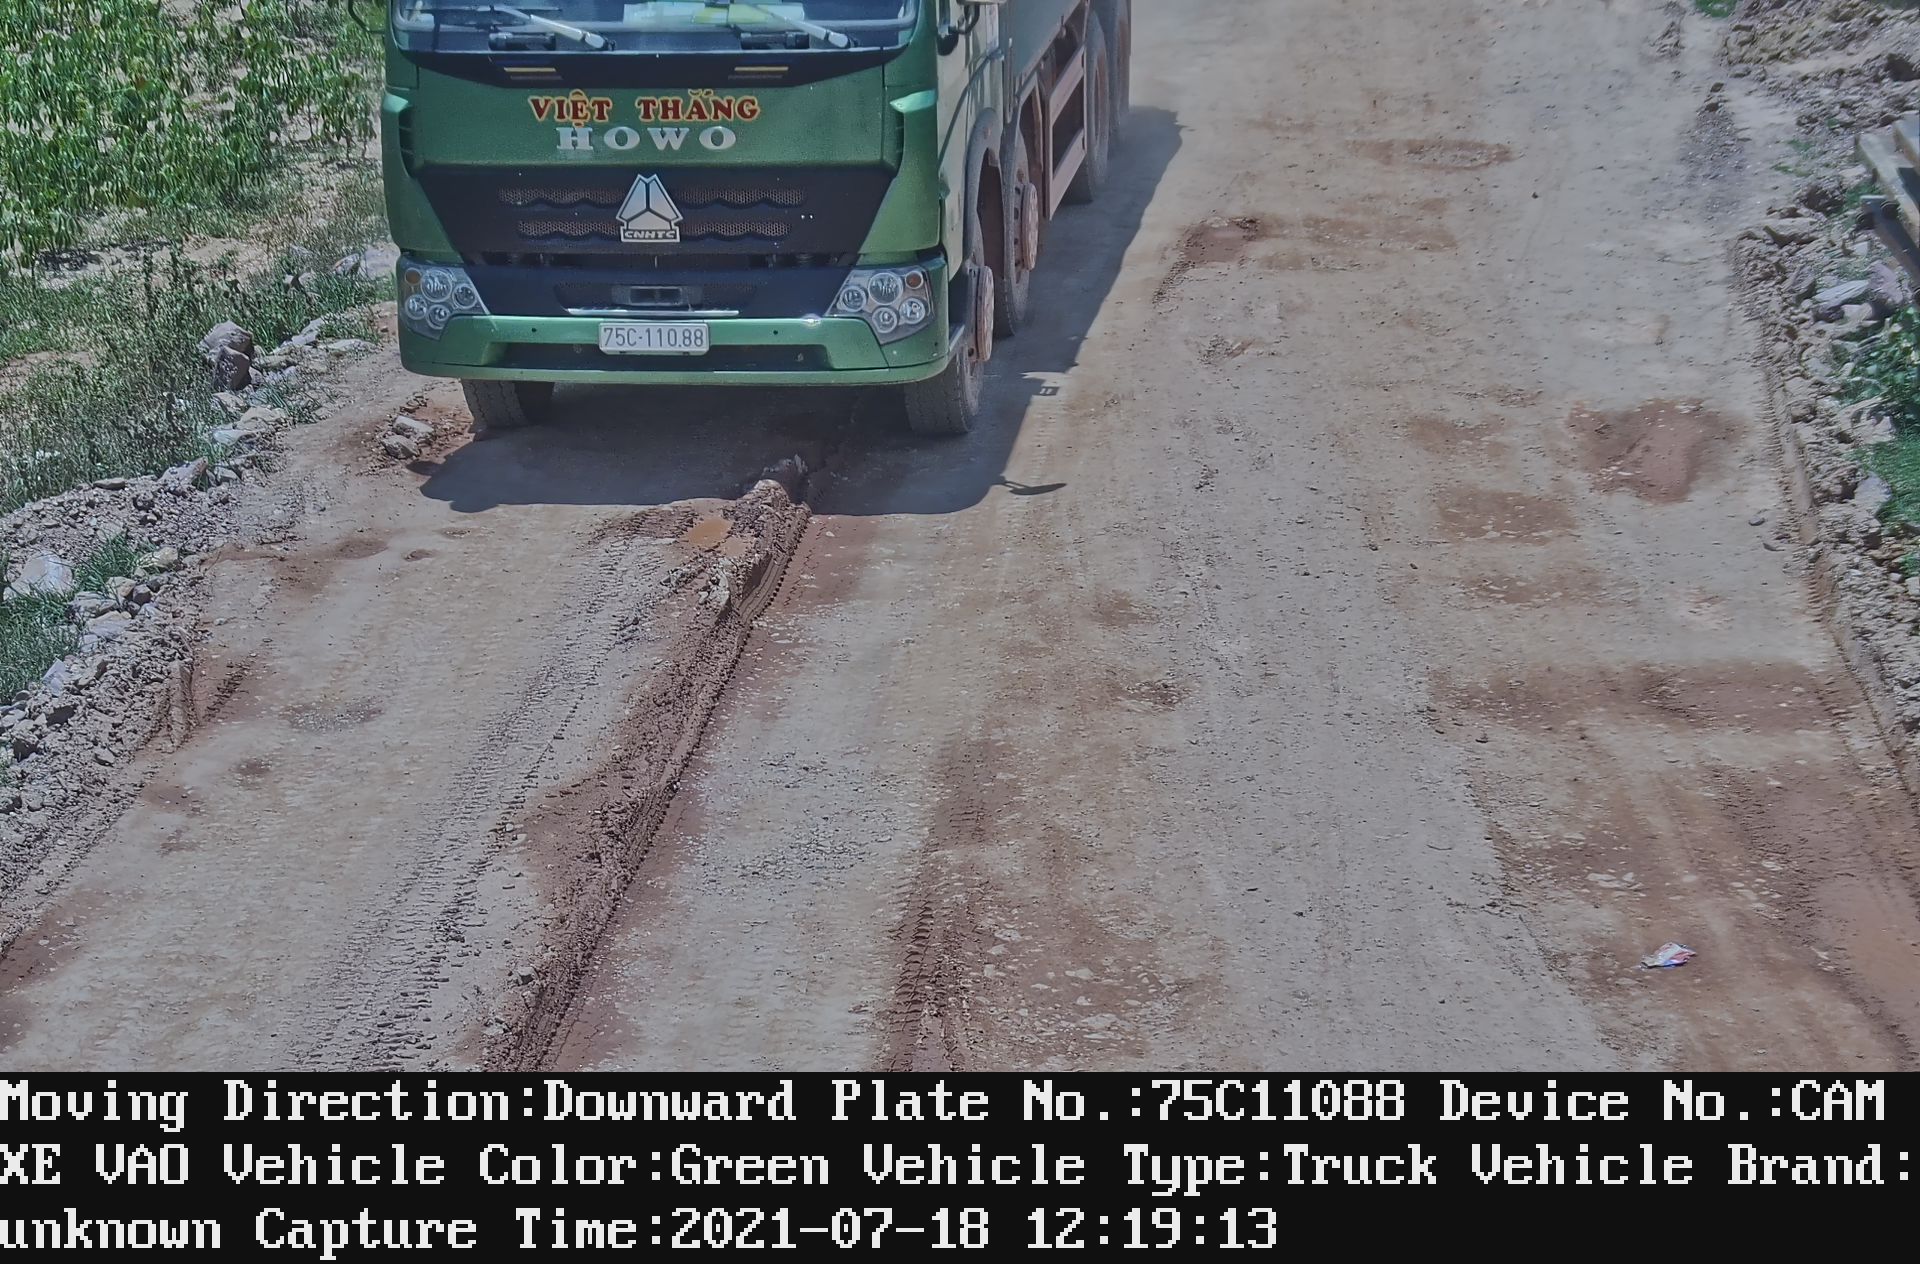 VIỆT THẮNG
HOWO
CNHTC
75C-110.88
Moving Direction:Downward Plate No.:75C11088 Device No.:CAM
XE VAO Vehicle Color:Green Vehicle Type:Truck Vehicle Brand:
unknown Capture Time:2021-07-18 12:19:13